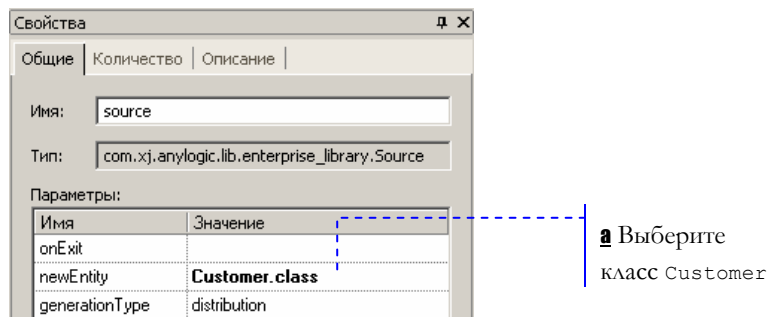 Свойства
Общие Количество Описание
Имя: source
Тип: com.xj.anylogic.lib.enterprise_library.Source
Параметры:
Имя Значение
onExit
newEntity Customer.class
generationType distribution
a Выберите
класс Customer